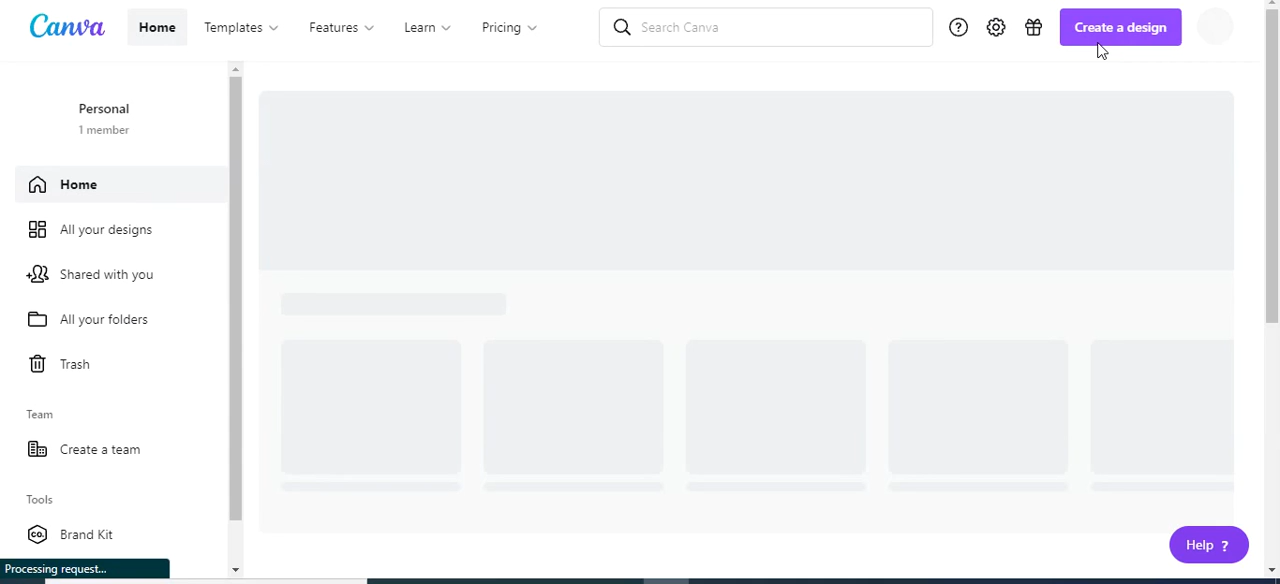 Canva
Home
Templates
Features
Learn
Pricing
Search Canva
Create a design
Personal
1 member
Home
All your designs
Shared with you
All your folders
Trash
Team
Create a team
Tools
co.
Brand Kit
Processing request...
Help ?